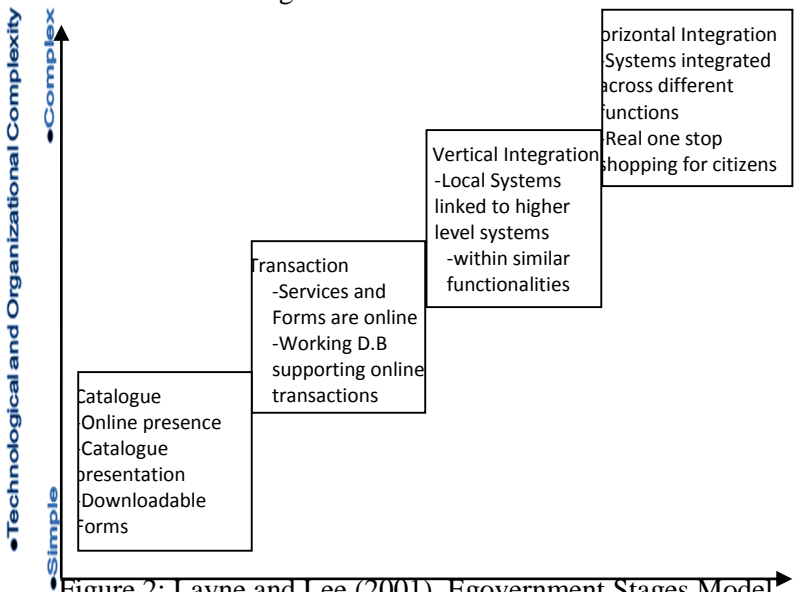 •Technological and Organizational Complexity
•Complex
•Simple
orizontal Integration
-Systems integrated
across different
functions
-Real one stop
shopping for citizens
Vertical Integration
-Local Systems
linked to higher
level systems
-within similar
functionalities
Transaction
-Services and
Forms are online
-Working D.B
supporting online
transactions
Catalogue
-Online presence
-Catalogue
presentation
-Downloadable
Forms
Figure 2: Layne and Lee (2001), Egovernment Stages Model